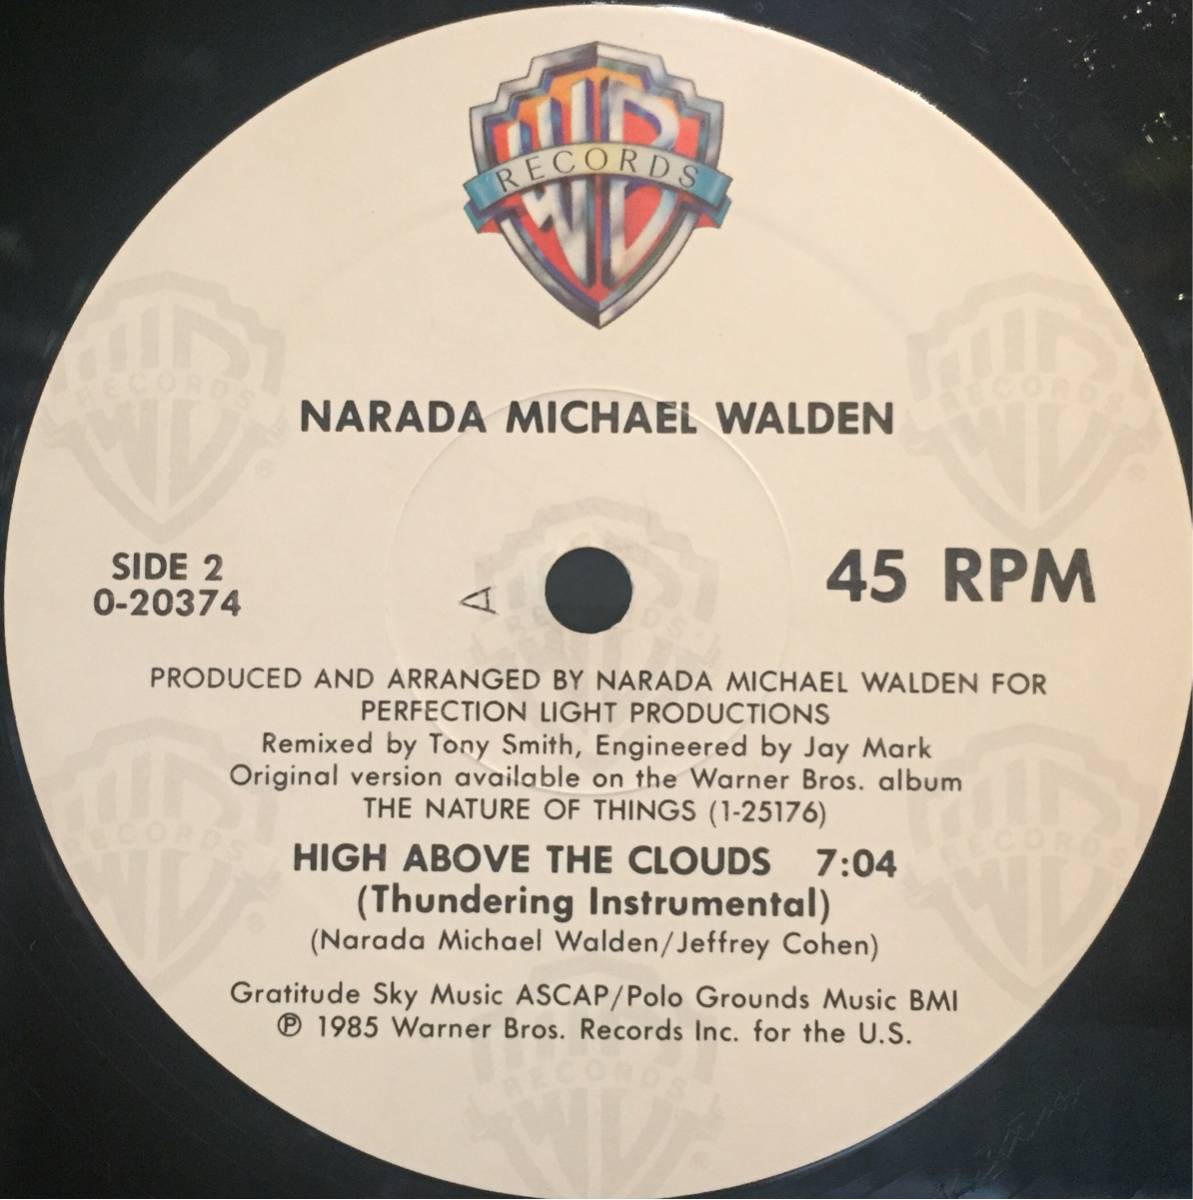 WB
RECORDS
NARADA MICHAEL WALDEN
SIDE 2
0-20374
45 RPM
PRODUCED AND ARRANGED BY NARADA MICHAEL WALDEN FOR
PERFECTION LIGHT PRODUCTIONS
Remixed by Tony Smith, Engineered by Jay Mark
Original version available on the Warner Bros. album
THE NATURE OF THINGS (1-25176)
HIGH ABOVE THE CLOUDS 7:04
(Thundering Instrumental)
(Narada Michael Walden/Jeffrey Cohen)
Gratitude Sky Music ASCAP/Polo Grounds Music BMI
℗ 1985 Warner Bros. Records Inc. for the U.S.